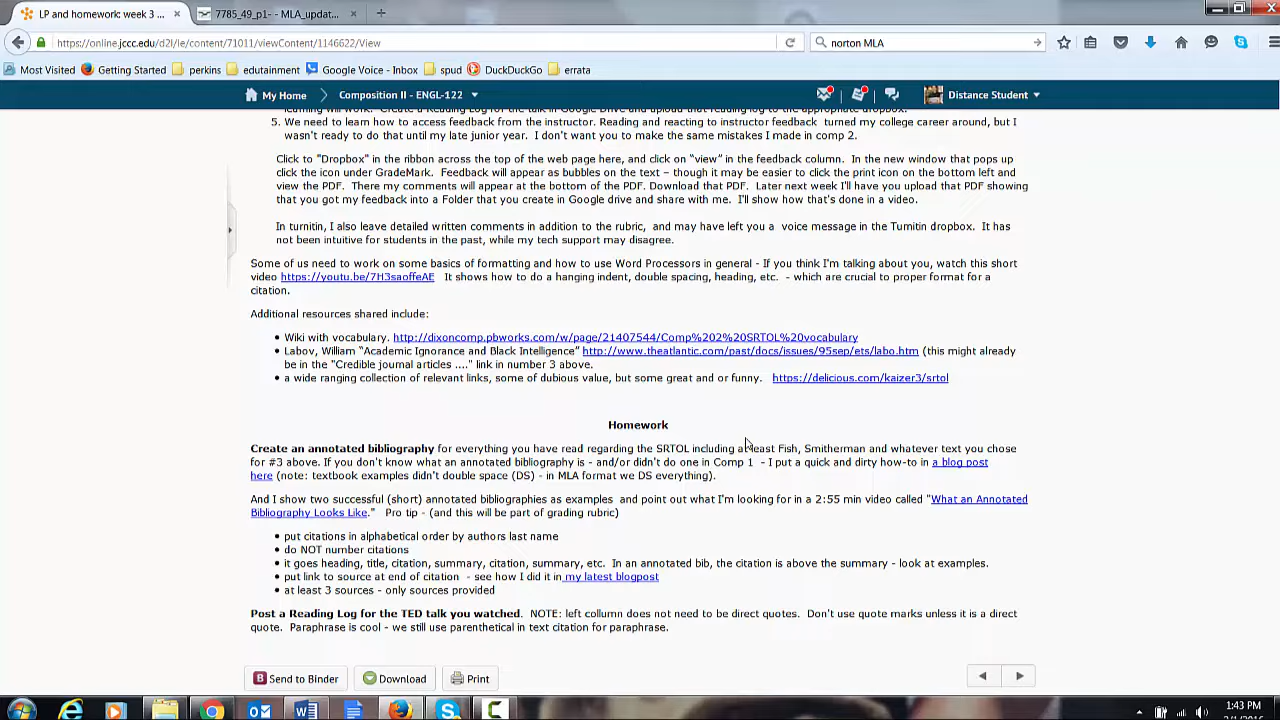 LP and homework: week 3 ...
7785_49_p1- - MLA_updat...
https://online.jccc.edu/d2l/le/content/71011/viewContent/1146622/View
norton MLA
Most Visited Getting Started perkins edutainment Google Voice - Inbox spud DuckDuckGo errata
My Home Composition II - ENGL-122 Distance Student
5. We need to learn how to access feedback from the instructor. Reading and reacting to instructor feedback turned my college career around, but I
wasn't ready to do that until my late junior year. I don't want you to make the same mistakes I made in comp 2.
Click to "Dropbox" in the ribbon across the top of the web page here, and click on "view" in the feedback column. In the new window that pops up
click the icon under GradeMark. Feedback will appear as bubbles on the text – though it may be easier to click the print icon on the bottom left and
view the PDF. There my comments will appear at the bottom of the PDF. Download that PDF. Later next week I'll have you upload that PDF showing
that you got my feedback into a Folder that you create in Google drive and share with me. I'll show how that's done in a video.
In turnitin, I also leave detailed written comments in addition to the rubric, and may have left you a voice message in the Turnitin dropbox. It has
not been intuitive for students in the past, while my tech support may disagree.
Some of us need to work on some basics of formatting and how to use Word Processors in general - If you think I'm talking about you, watch this short
video https://youtu.be/7H3saoffeAE It shows how to do a hanging indent, double spacing, heading, etc. - which are crucial to proper format for a
citation.
Additional resources shared include:
• Wiki with vocabulary. http://dixoncomp.pbworks.com/w/page/21407544/Comp%202%20SRTOL%20vocabulary
• Labov, William "Academic Ignorance and Black Intelligence" http://www.theatlantic.com/past/docs/issues/95sep/ets/labo.htm (this might already
be in the "Credible journal articles ...." link in number 3 above.
• a wide ranging collection of relevant links, some of dubious value, but some great and or funny. https://delicious.com/kaizer3/srtol
Homework
Create an annotated bibliography for everything you have read regarding the SRTOL including at least Fish, Smitherman and whatever text you chose
for #3 above. If you don't know what an annotated bibliography is - and/or didn't do one in Comp 1 - I put a quick and dirty how-to in a blog post
here (note: textbook examples didn't double space (DS) - in MLA format we DS everything).
And I show two successful (short) annotated bibliographies as examples and point out what I'm looking for in a 2:55 min video called "What an Annotated
Bibliography Looks Like." Pro tip - (and this will be part of grading rubric)
• put citations in alphabetical order by authors last name
• do NOT number citations
• it goes heading, title, citation, summary, citation, summary, etc. In an annotated bib, the citation is above the summary - look at examples.
• put link to source at end of citation - see how I did it in my latest blogpost
• at least 3 sources - only sources provided
Post a Reading Log for the TED talk you watched. NOTE: left collumn does not need to be direct quotes. Don't use quote marks unless it is a direct
quote. Paraphrase is cool - we still use parenthetical in text citation for paraphrase.
Send to Binder Download Print
1:43 PM